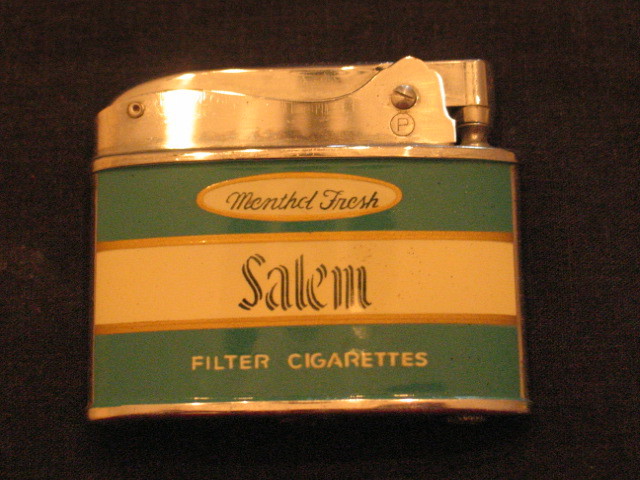 P
Menthol Fresh
Salem
FILTER CIGARETTES